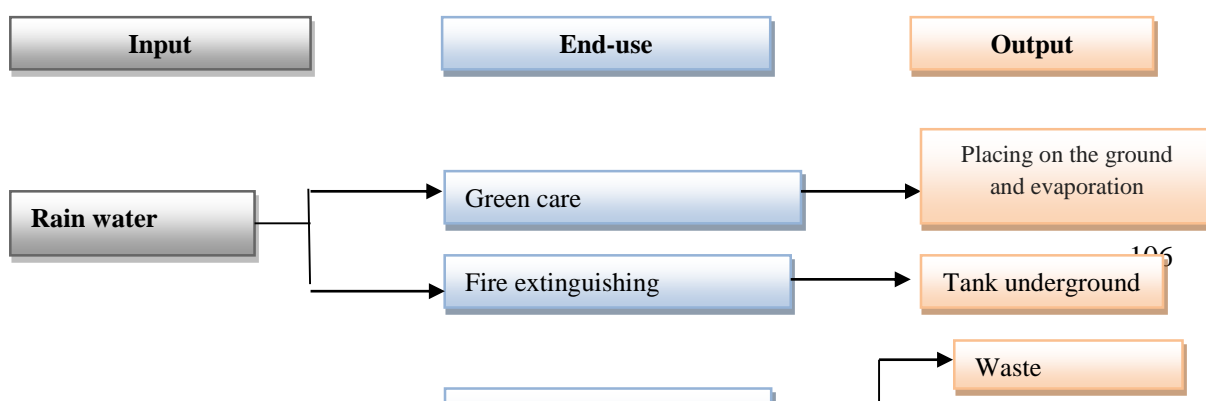 Input
End-use
Output
Placing on the ground
and evaporation
Green care
Rain water
106
Fire extinguishing
Tank underground
Waste